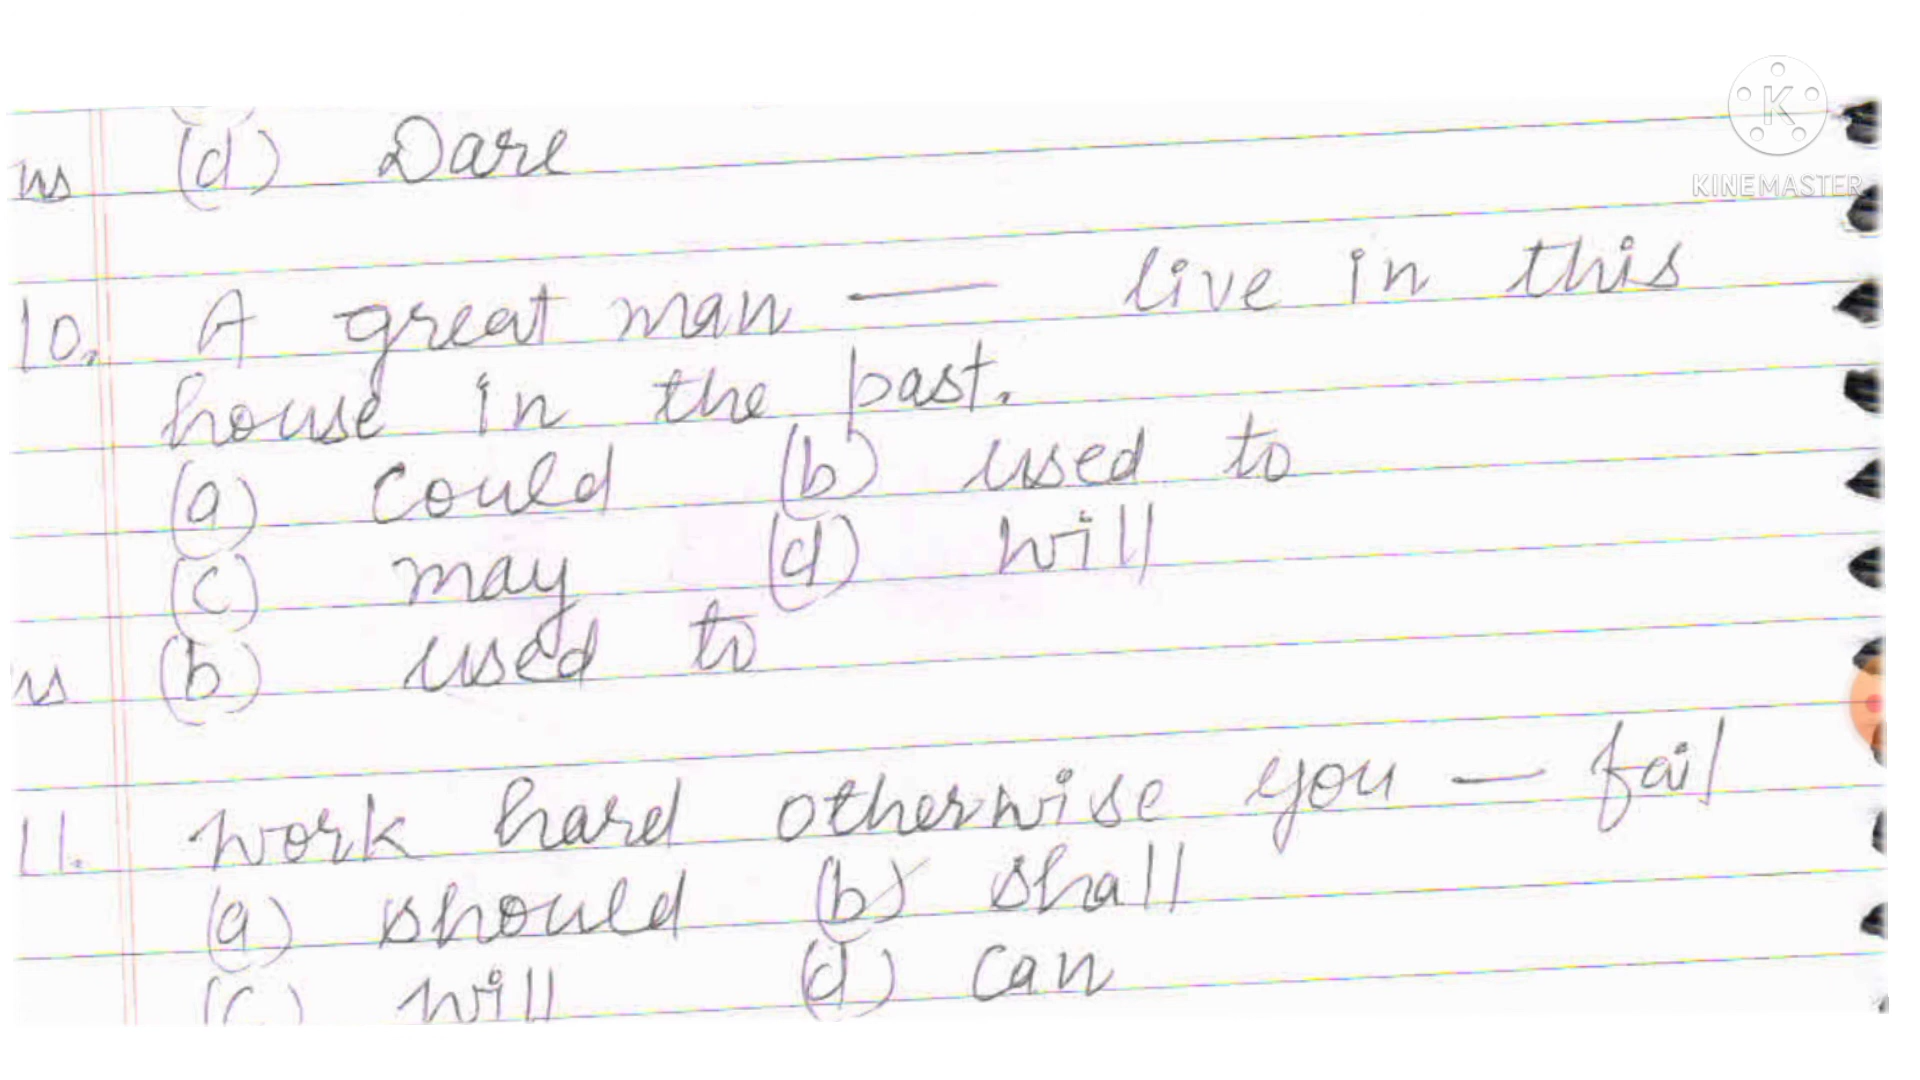 KINEMASTER
ns (d) Dare
10. A great man — live in this
house in the past.
(a) could (b) used to
(c) may (d) will
ns (b) used to
11. work hard otherwise you — fail
(a) should (b) shall
(c) will (d) can